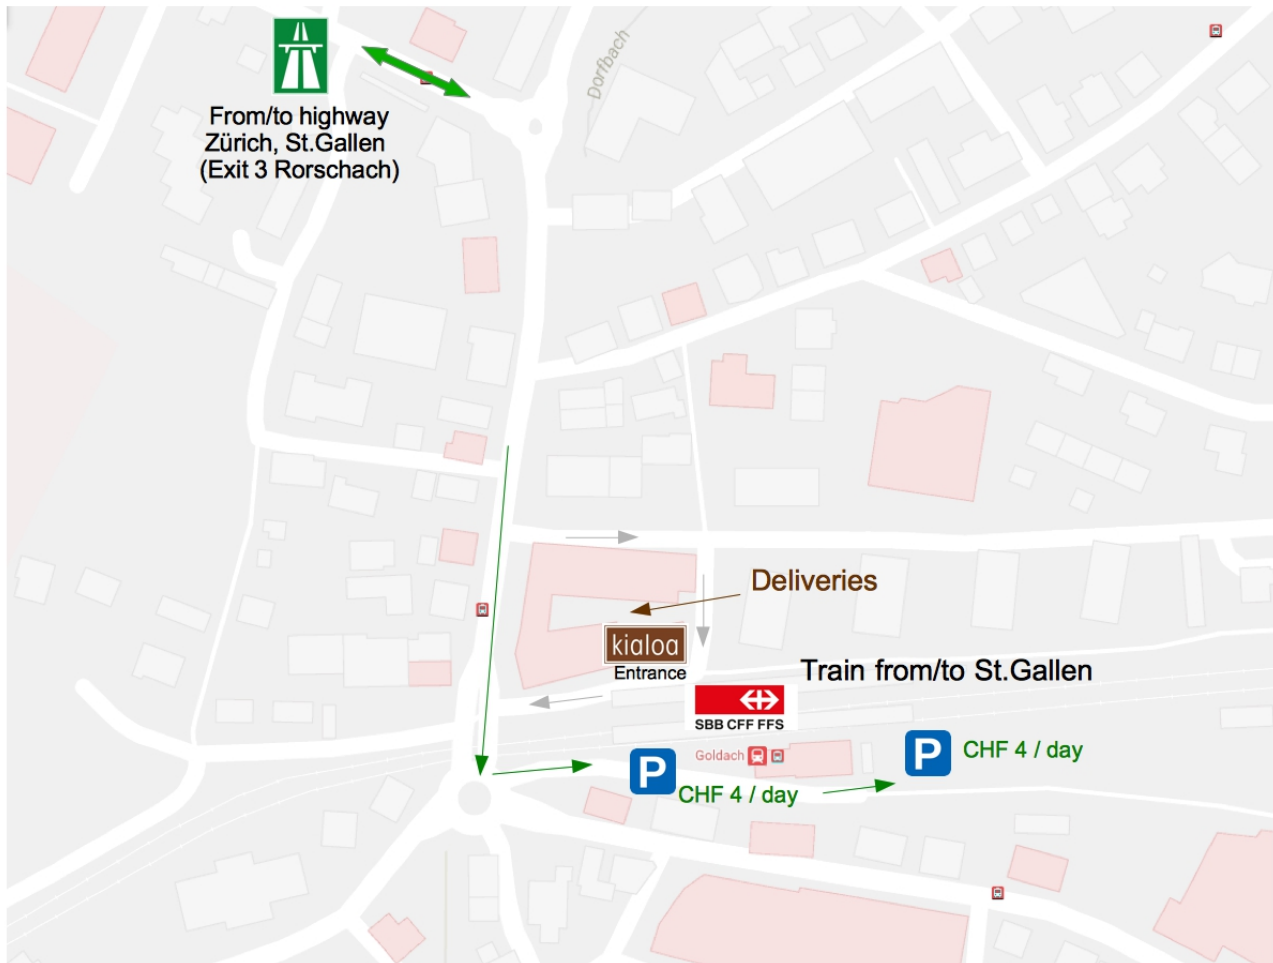 Dorfbach
From/to highway
Zürich, St.Gallen
(Exit 3 Rorschach)
Deliveries
kialoa
Entrance
Train from/to St.Gallen
SBB CFF FFS
Goldach
P
CHF 4 / day
P
CHF 4 / day